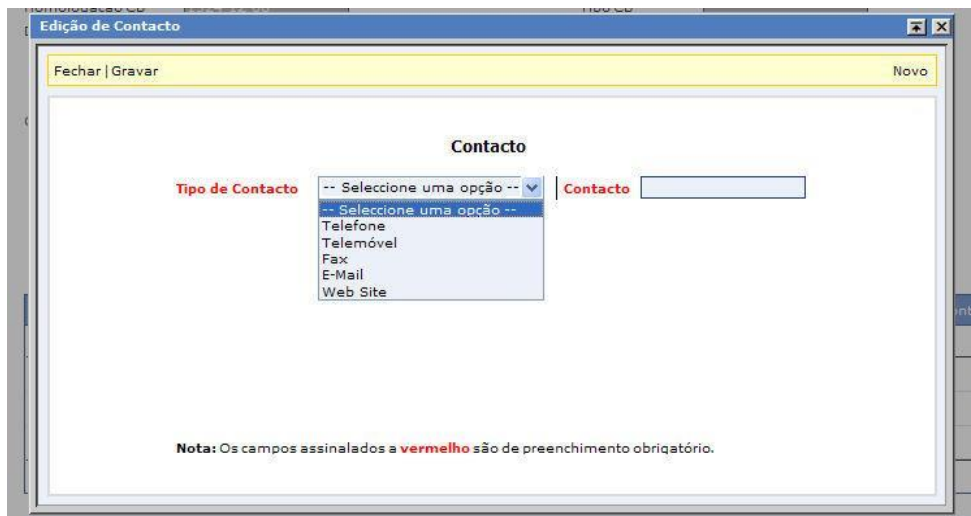 Edição de Contacto
Fechar | Gravar Novo
Contacto
Tipo de Contacto -- Seleccione uma opção -- Contacto
-- Seleccione uma opção --
Telefone
Telemóvel
Fax
E-Mail
Web Site
Nota: Os campos assinalados a vermelho são de preenchimento obrigatório.